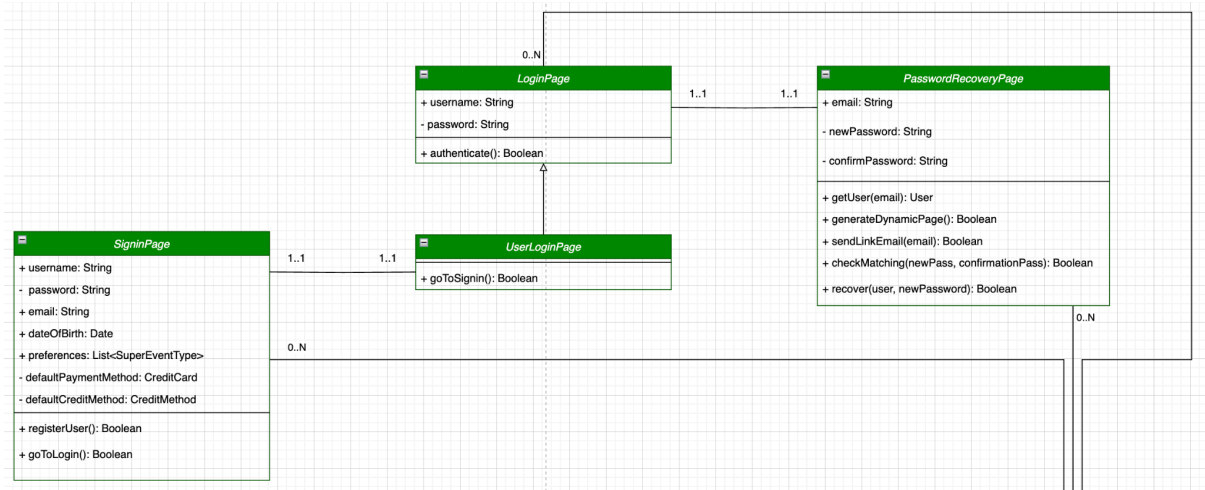 0..N
LoginPage
+ username: String
- password: String
+ authenticate(): Boolean
1..1
1..1
PasswordRecoveryPage
+ email: String
- newPassword: String
- confirmPassword: String
+ getUser(email): User
+ generateDynamicPage(): Boolean
+ sendLinkEmail(email): Boolean
+ checkMatching(newPass, confirmationPass): Boolean
+ recover(user, newPassword): Boolean
0..N
SigninPage
+ username: String
- password: String
+ email: String
+ dateOfBirth: Date
+ preferences: List<SuperEventType>
- defaultPaymentMethod: CreditCard
- defaultCreditMethod: CreditMethod
+ registerUser(): Boolean
+ goToLogin(): Boolean
1..1
1..1
UserLoginPage
+ goToSignin(): Boolean
0..N